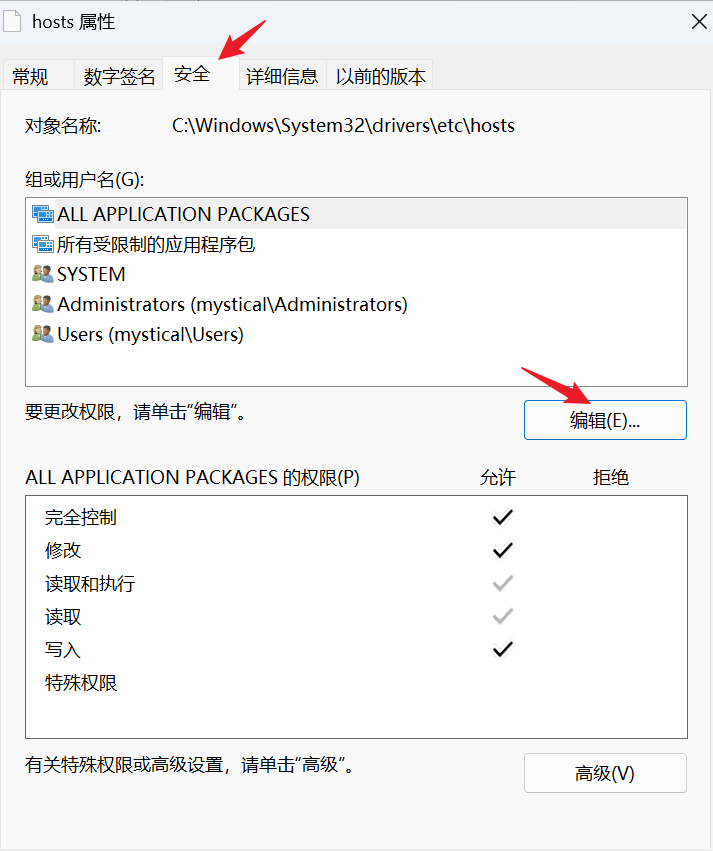 hosts 属性
常规 数字签名 安全 详细信息 以前的版本
对象名称: C:\Windows\System32\drivers\etc\hosts
组或用户名(G):
ALL APPLICATION PACKAGES
所有受限制的应用程序包
SYSTEM
Administrators (mystical\Administrators)
Users (mystical\Users)
要更改权限，请单击“编辑”。
编辑(E)...
ALL APPLICATION PACKAGES 的权限(P) 允许 拒绝
完全控制
修改
读取和执行
读取
写入
特殊权限
有关特殊权限或高级设置，请单击“高级”。
高级(V)